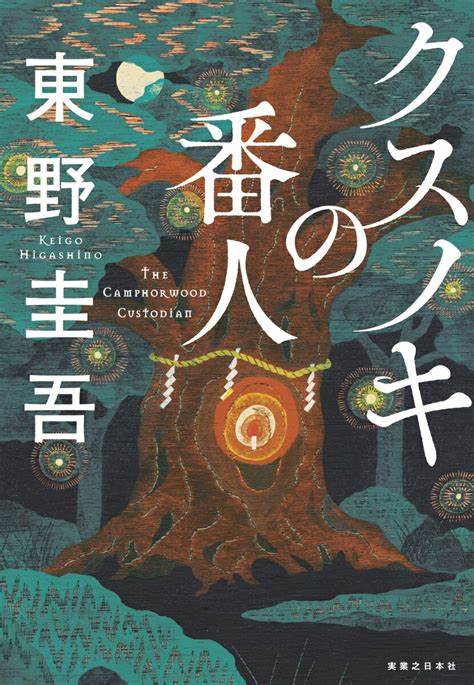 クスノキ
の
番人
東野圭吾
KEIGO
HIGASHINO
THE
CAMPHORWOOD
CUSTODIAN
実業之日本社